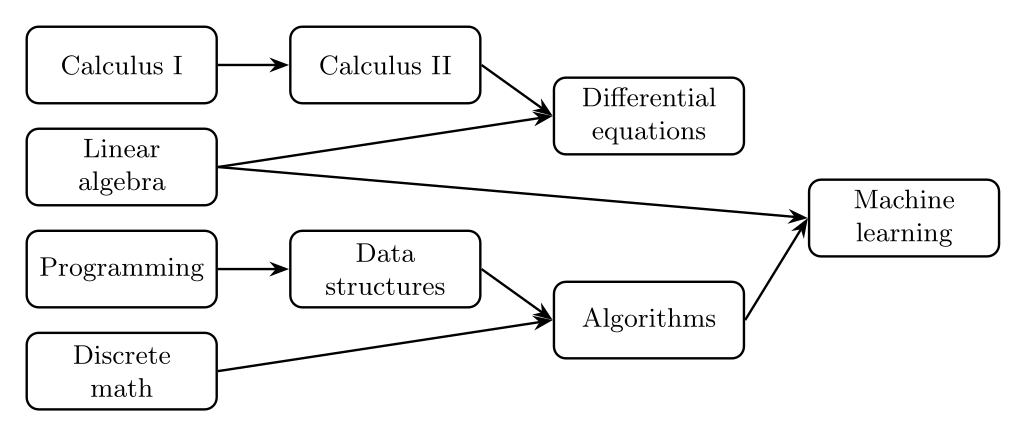 Calculus I
Calculus II
Differential
equations
Linear
algebra
Machine
learning
Programming
Data
structures
Algorithms
Discrete
math